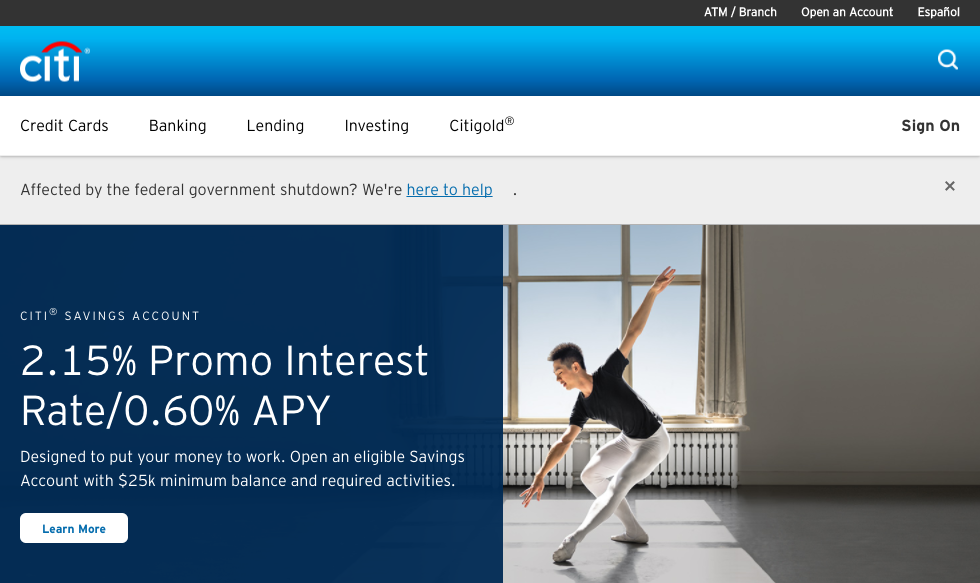 ATM / Branch Open an Account Español
citi®
Credit Cards Banking Lending Investing Citigold® Sign On
Affected by the federal government shutdown? We're here to help .
CITI® SAVINGS ACCOUNT
2.15% Promo Interest
Rate/0.60% APY
Designed to put your money to work. Open an eligible Savings
Account with $25k minimum balance and required activities.
Learn More